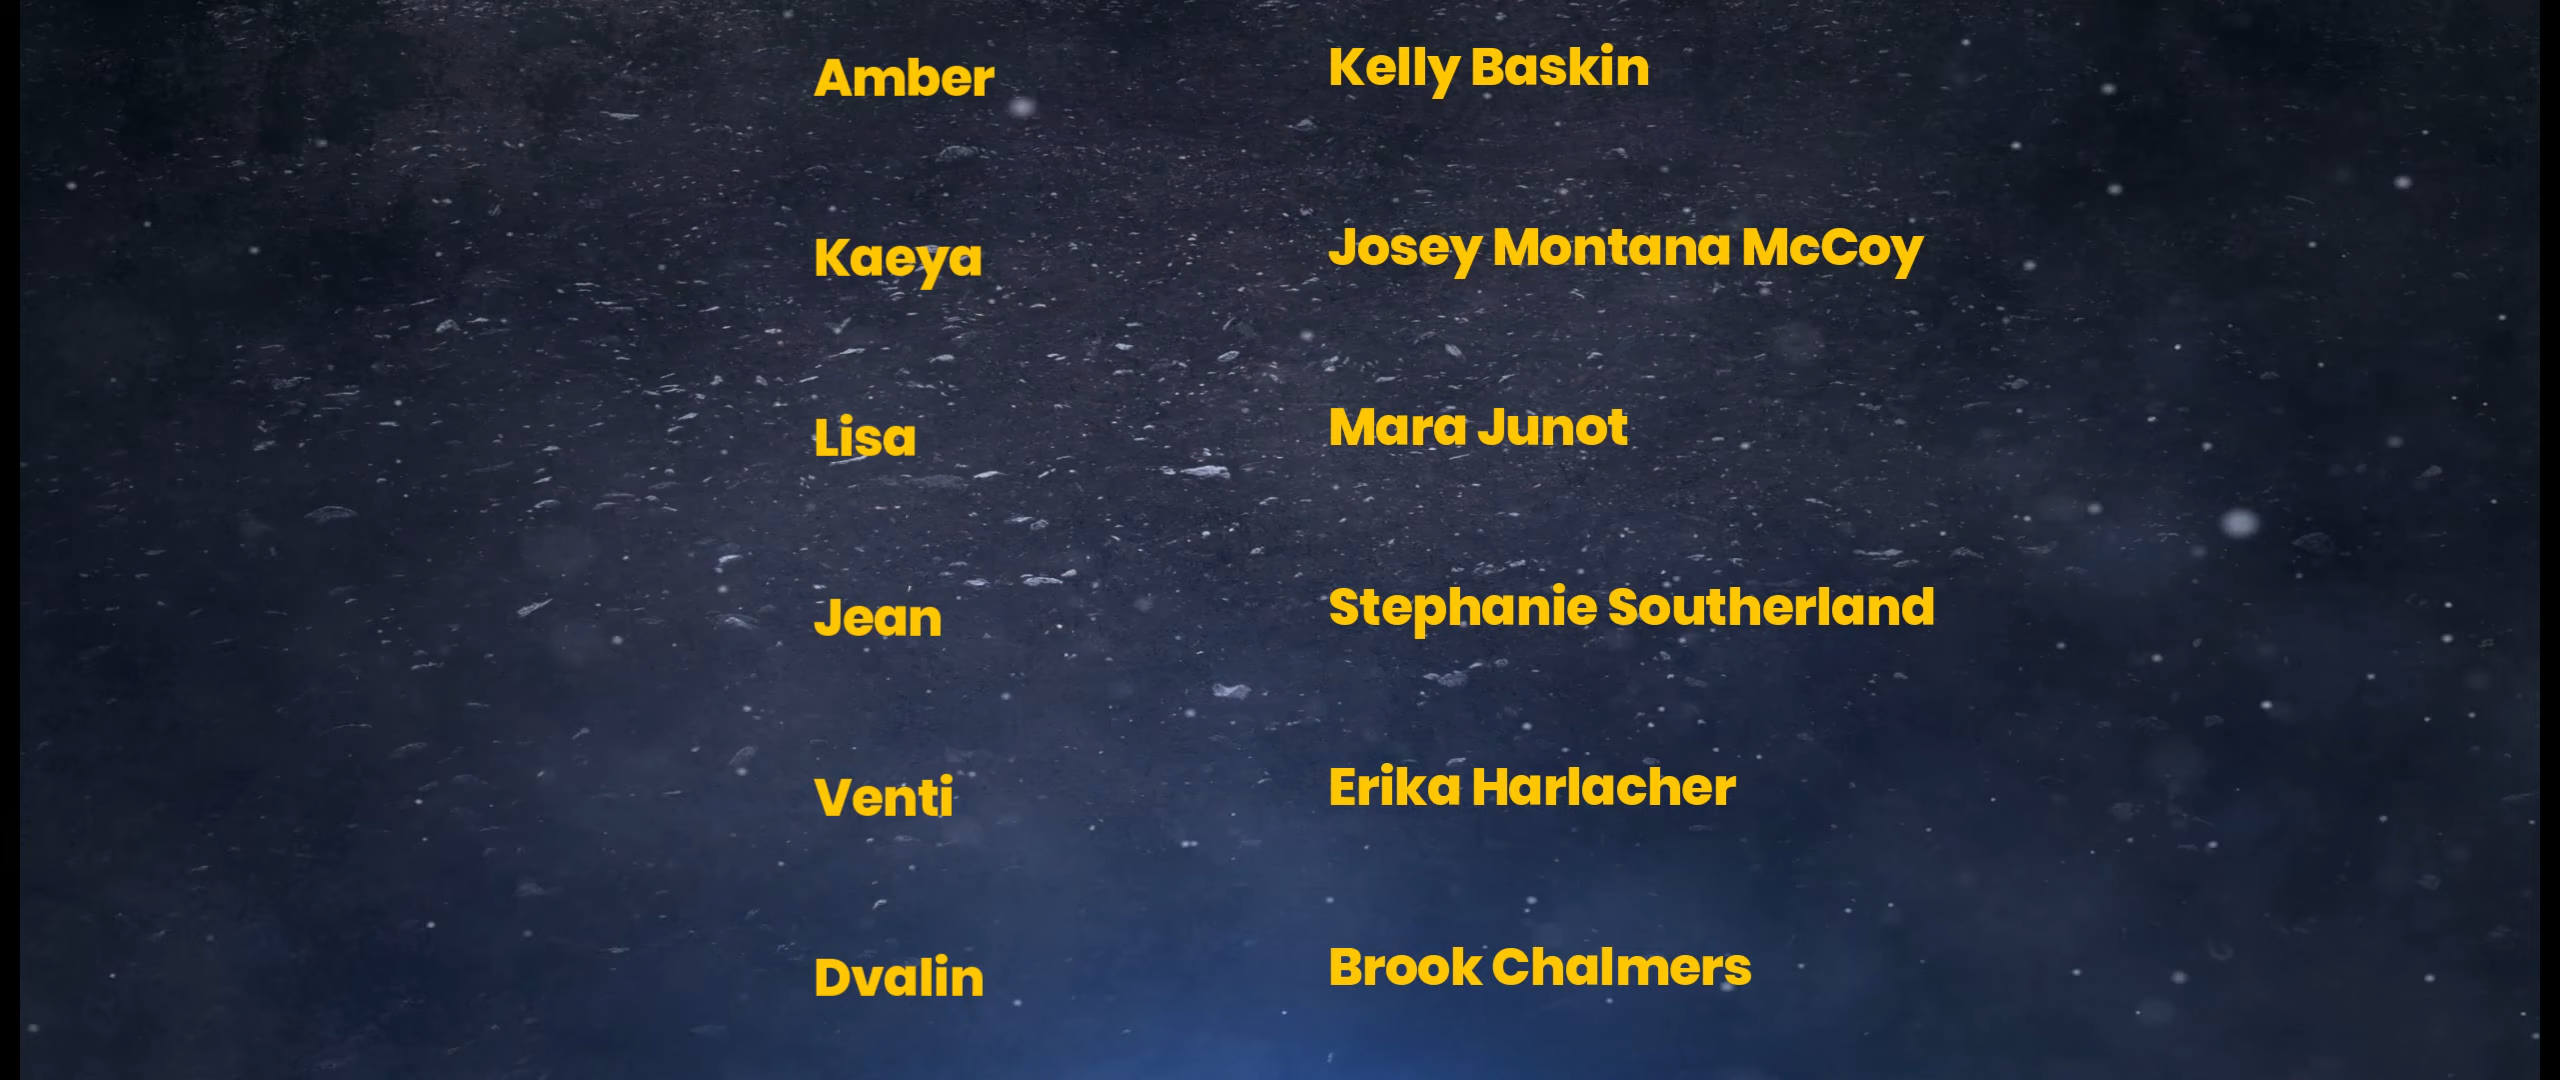 Amber Kelly Baskin
Kaeya Josey Montana McCoy
Lisa Mara Junot
Jean Stephanie Southerland
Venti Erika Harlacher
Dvalin Brook Chalmers